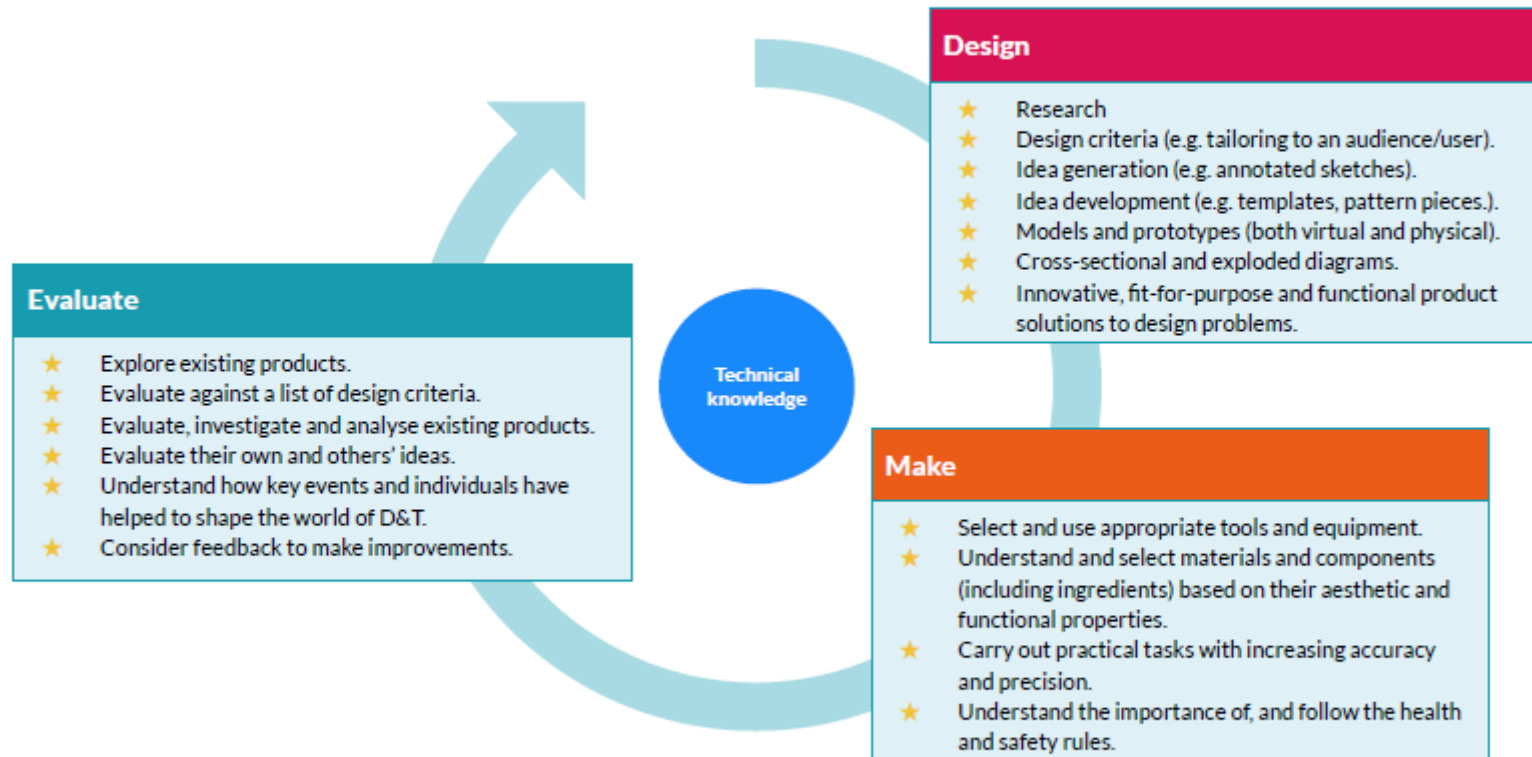 Design
Research
Design criteria (e.g. tailoring to an audience/user).
Idea generation (e.g. annotated sketches).
Idea development (e.g. templates, pattern pieces.).
Models and prototypes (both virtual and physical).
Cross-sectional and exploded diagrams.
Innovative, fit-for-purpose and functional product
solutions to design problems.
Evaluate
Explore existing products.
Evaluate against a list of design criteria.
Evaluate, investigate and analyse existing products.
Evaluate their own and others’ ideas.
Understand how key events and individuals have
helped to shape the world of D&T.
Consider feedback to make improvements.
Technical
knowledge
Make
Select and use appropriate tools and equipment.
Understand and select materials and components
(including ingredients) based on their aesthetic and
functional properties.
Carry out practical tasks with increasing accuracy
and precision.
Understand the importance of, and follow the health
and safety rules.